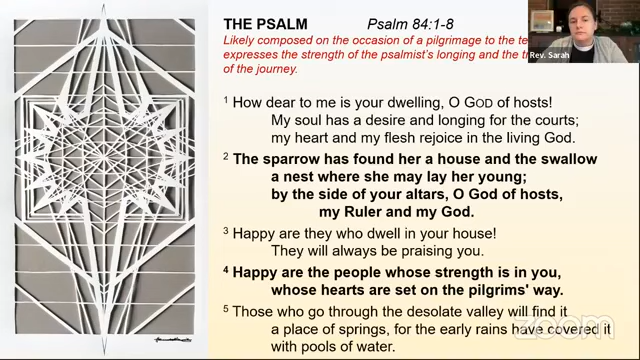 THE PSALM Psalm 84:1-8
Likely composed on the occasion of a pilgrimage to the
expresses the strength of the psalmist's longing and the
of the journey.
Rev. Sarah
1 How dear to me is your dwelling, O GOD of hosts!
My soul has a desire and longing for the courts;
my heart and my flesh rejoice in the living God.
2 The sparrow has found her a house and the swallow
a nest where she may lay her young;
by the side of your altars, O God of hosts,
my Ruler and my God.
3 Happy are they who dwell in your house!
They will always be praising you.
4 Happy are the people whose strength is in you,
whose hearts are set on the pilgrims' way.
5 Those who go through the desolate valley will find it
a place of springs, for the early rains have covered it
with pools of water.
zoom